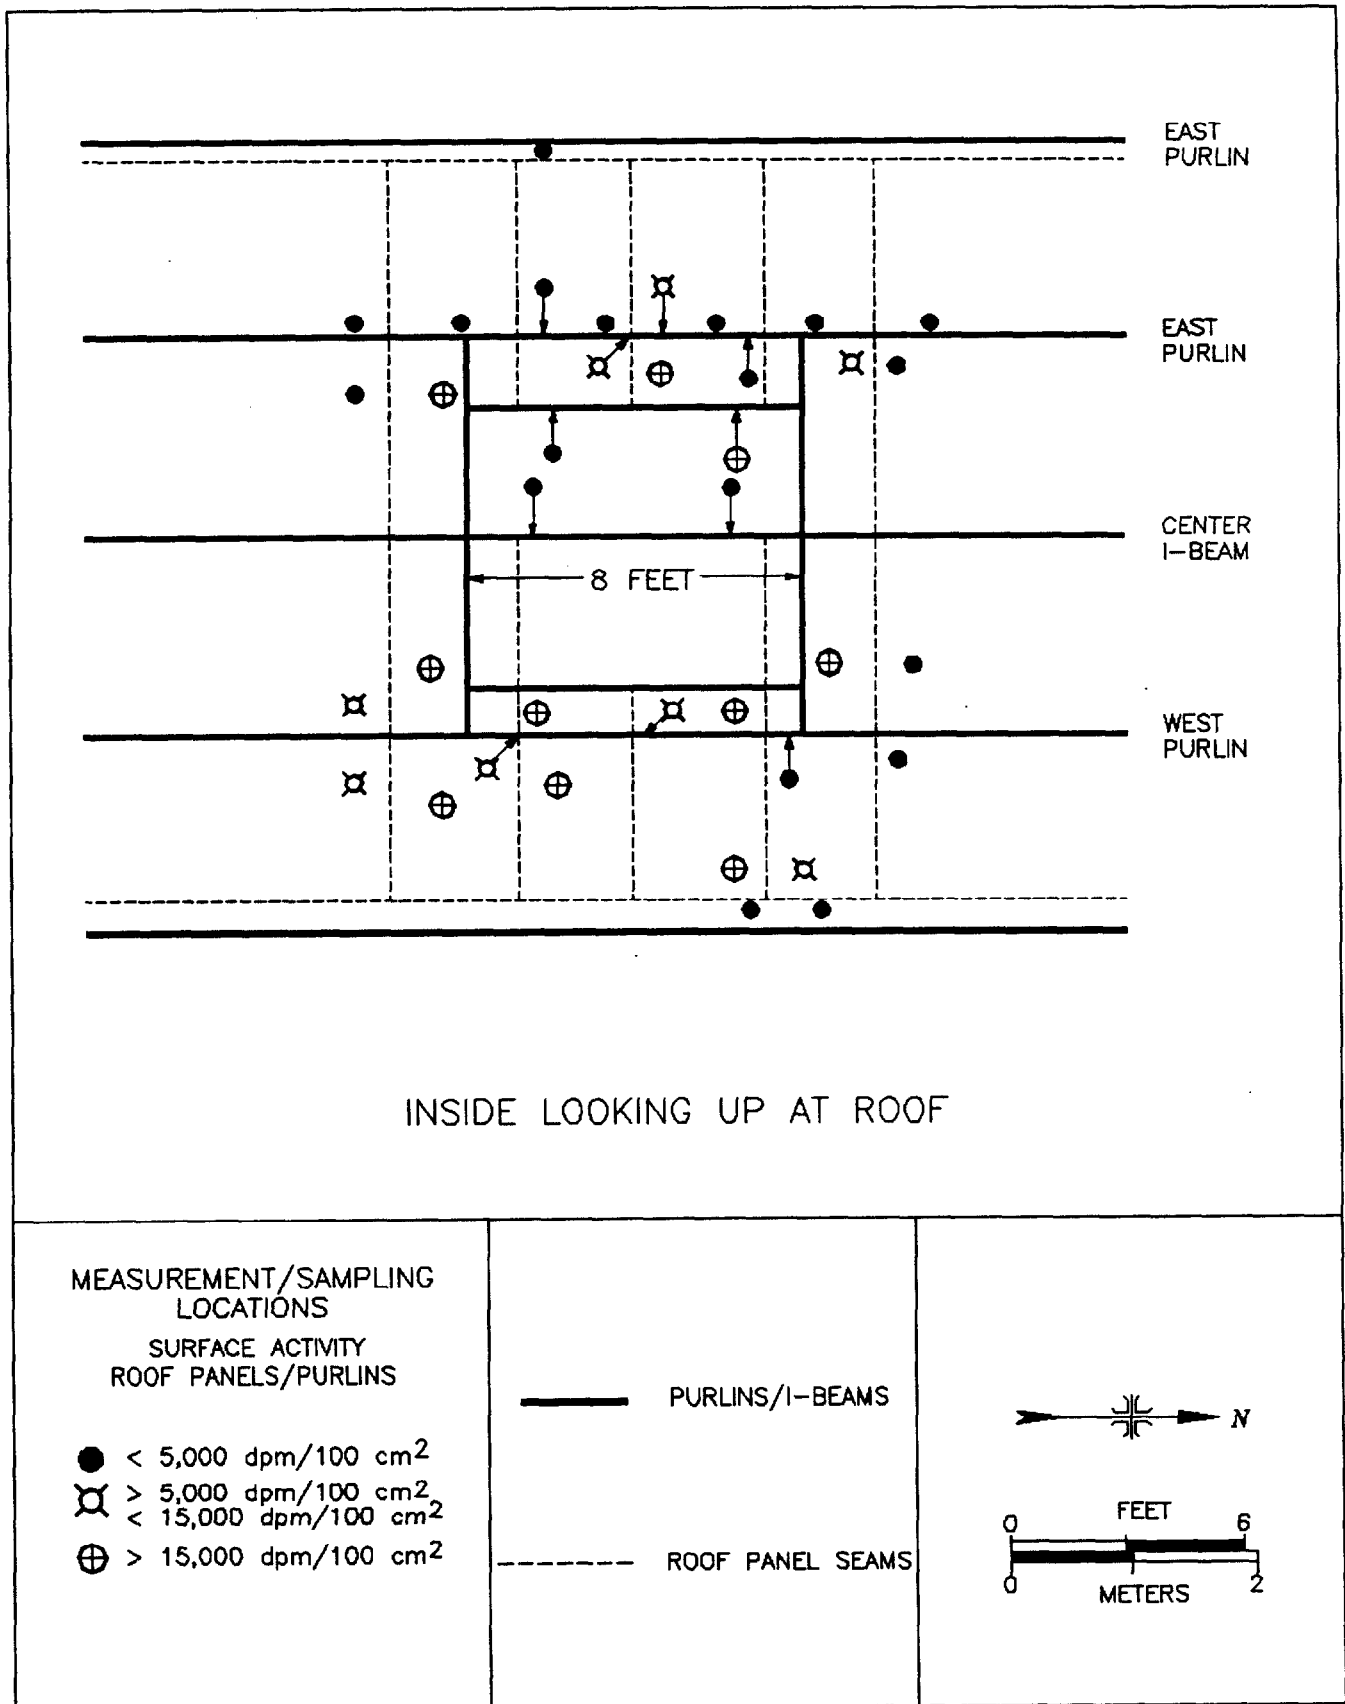 EAST
PURLIN
EAST
PURLIN
CENTER
I-BEAM
8 FEET
WEST
PURLIN
INSIDE LOOKING UP AT ROOF
MEASUREMENT/SAMPLING
LOCATIONS
SURFACE ACTIVITY
ROOF PANELS/PURLINS
< 5,000 dpm/100 cm2
> 5,000 dpm/100 cm2
< 15,000 dpm/100 cm2
> 15,000 dpm/100 cm2
PURLINS/I-BEAMS
ROOF PANEL SEAMS
N
FEET
0 6
0 2
METERS